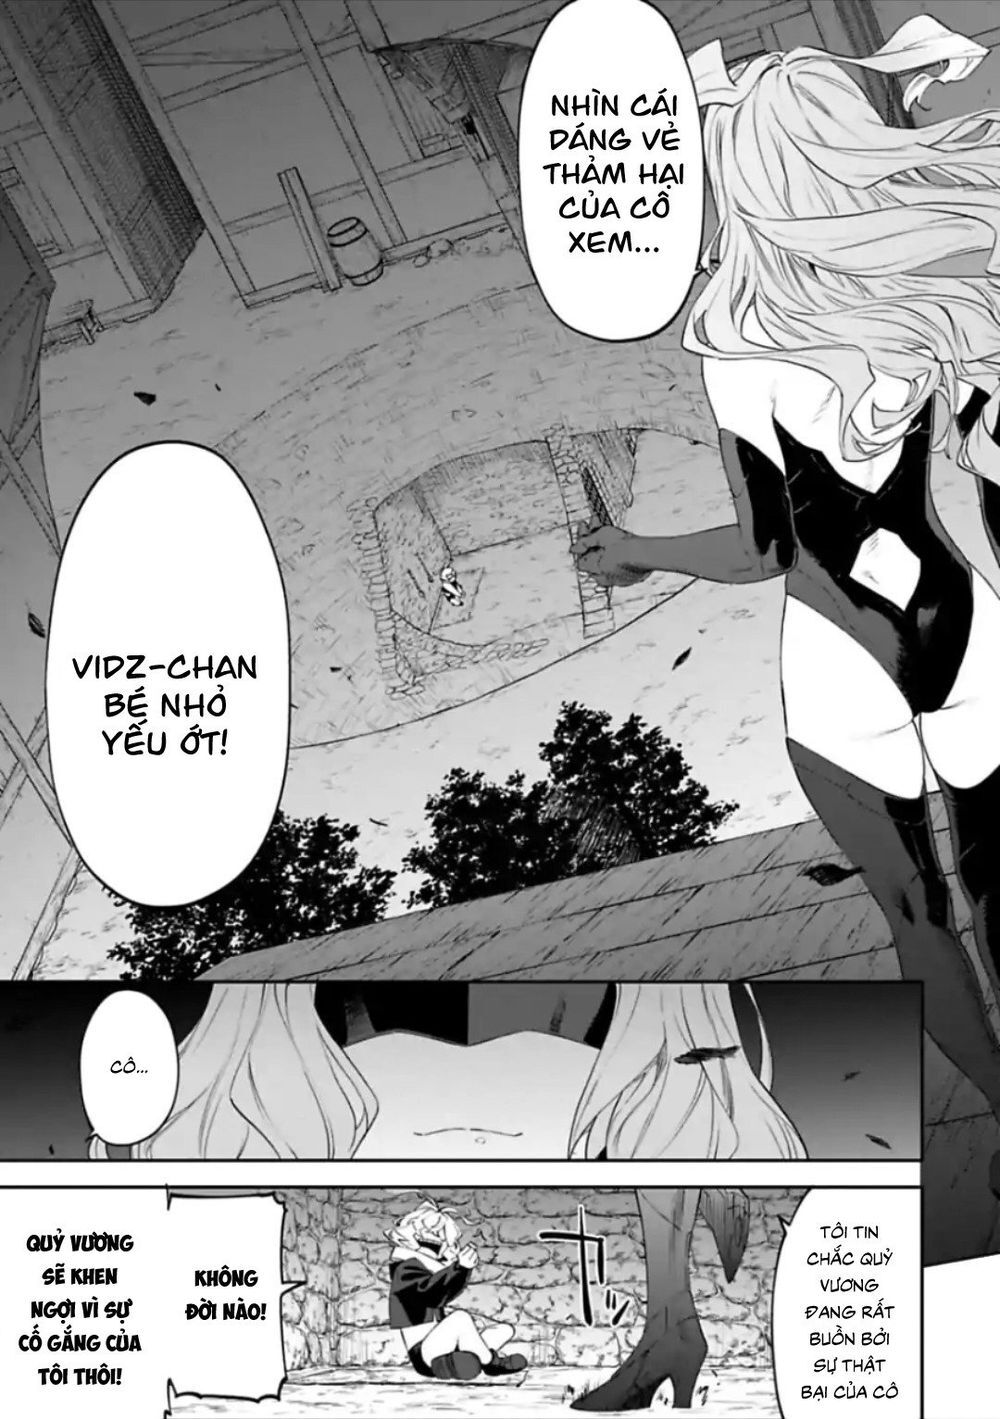 NHÌN CÁI
DÁNG VẺ
THẢM HẠI
CỦA CÔ
XEM...
VIDZ-CHAN
BÉ NHỎ
YẾU ỚT!
CÔ...
TÔI TIN
CHẮC QUỶ
VƯƠNG
ĐANG RẤT
BUỒN BỞI
SỰ THẤT
BẠI CỦA CÔ
KHÔNG
ĐỜI NÀO!
QUỶ VƯƠNG
SẼ KHEN
NGỢI VÌ SỰ
CỐ GẮNG CỦA
TÔI THÔI!